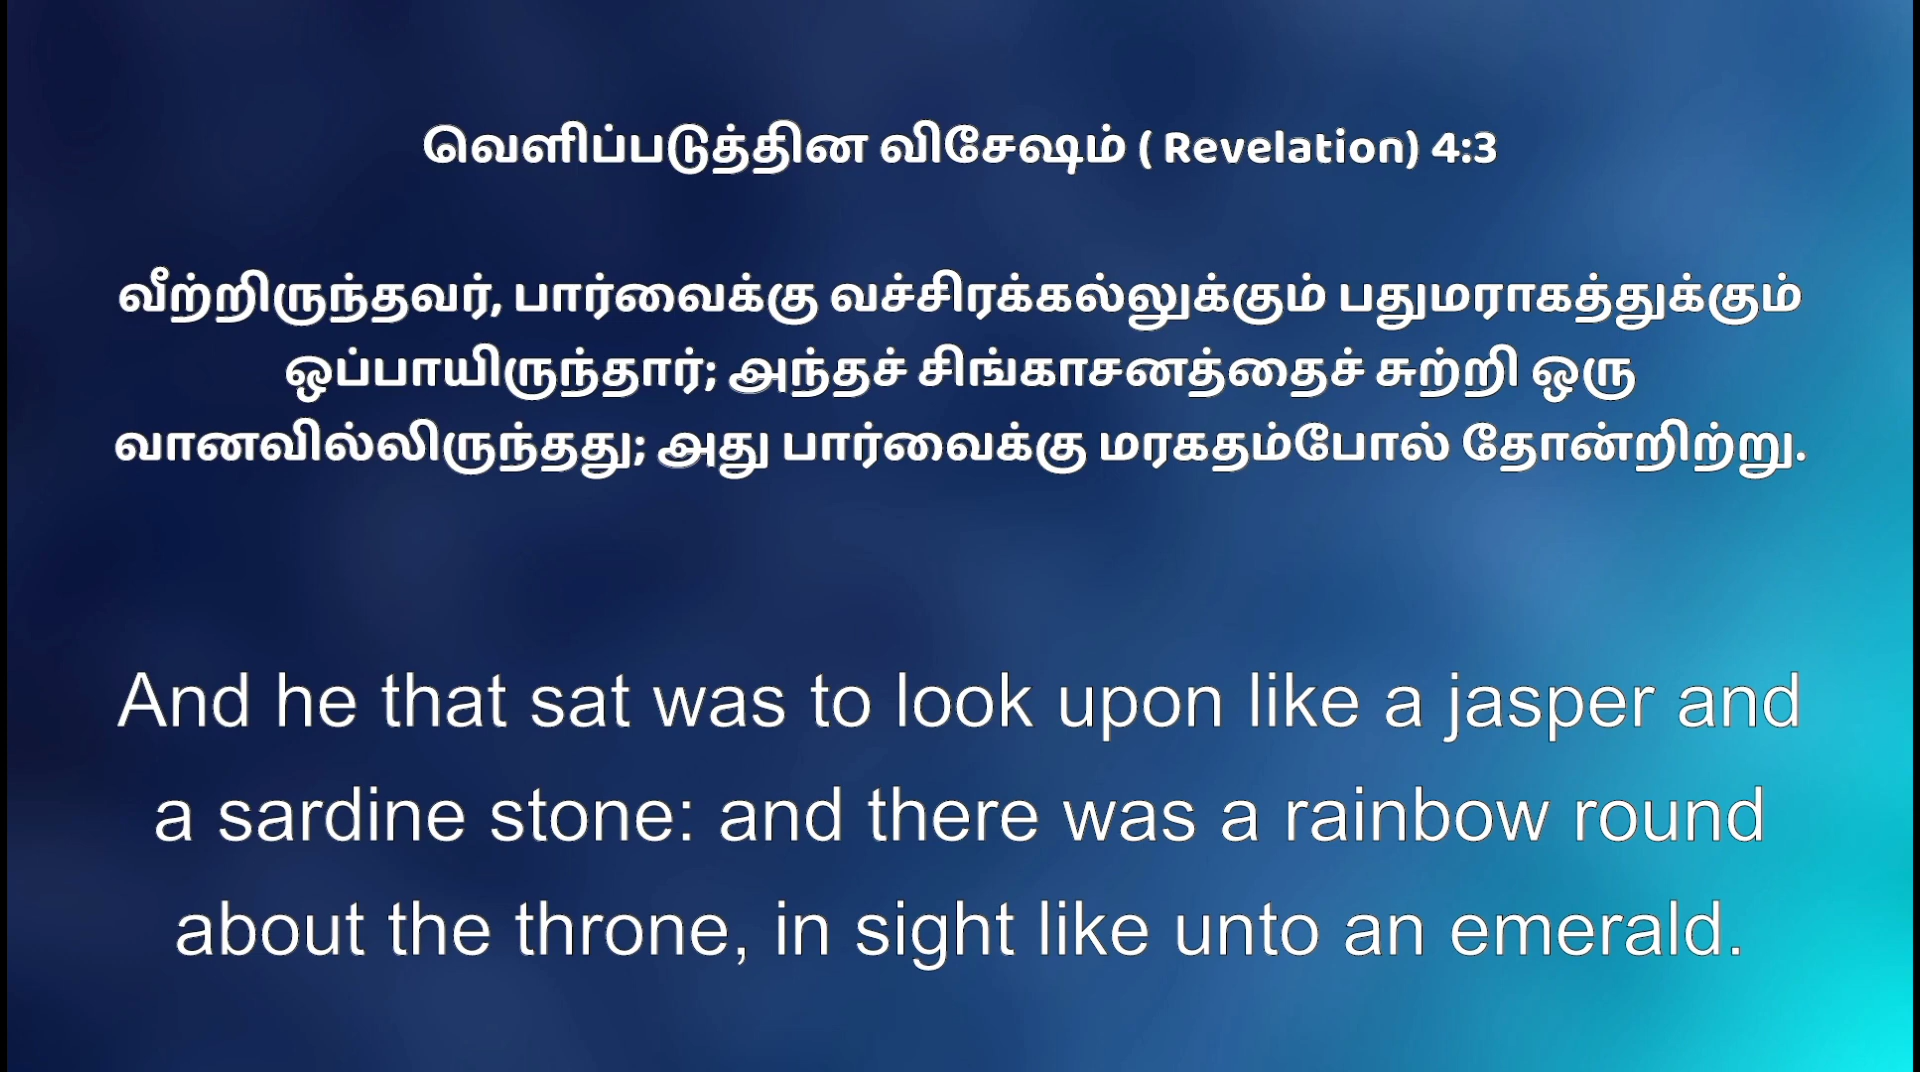 வெளிப்படுத்தின விசேஷம் ( Revelation) 4:3
வீற்றிருந்தவர், பார்வைக்கு வச்சிரக்கல்லுக்கும் பதுமராகத்துக்கும்
ஒப்பாயிருந்தார்; அந்தச் சிங்காசனத்தைச் சுற்றி ஒரு
வானவில்லிருந்தது; அது பார்வைக்கு மரகதம்போல் தோன்றிற்று.
And he that sat was to look upon like a jasper and
a sardine stone: and there was a rainbow round
about the throne, in sight like unto an emerald.